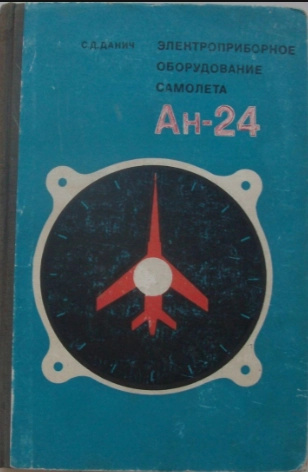 С.Д.ДАНИЧ
ЭЛЕКТРОПРИБОРНОЕ
ОБОРУДОВАНИЕ
САМОЛЕТА
Ан-24